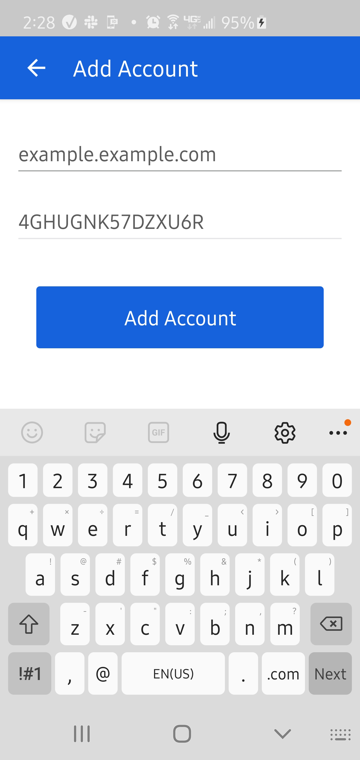 2:28 4GE 95%
Add Account
example.example.com
4GHUGNK57DZXU6R
Add Account
GIF
1 2 3 4 5 6 7 8 9 0
q w e r t y u i o p
a s d f g h j k l
z x c v b n m
!#1 , @ EN(US) . .com Next